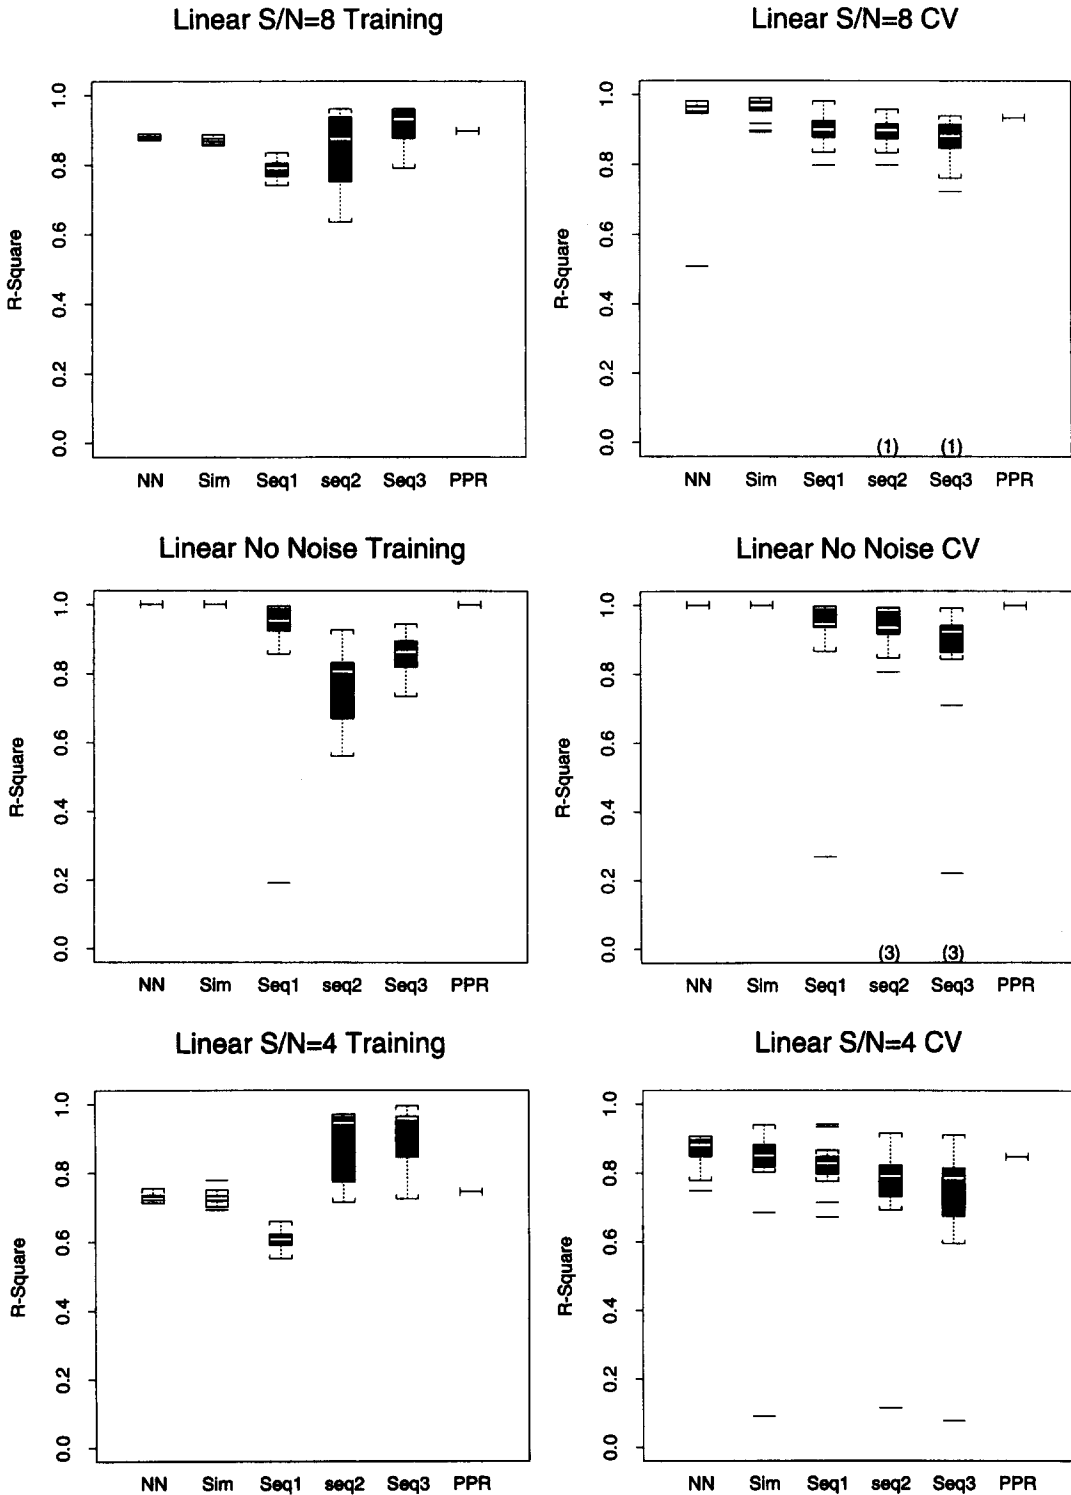 Linear S/N=8 Training
R-Square
1.0
0.8
0.6
0.4
0.2
0.0
NN Sim Seq1 seq2 Seq3 PPR
Linear S/N=8 CV
R-Square
1.0
0.8
0.6
0.4
0.2
0.0
(1) (1)
NN Sim Seq1 seq2 Seq3 PPR
Linear No Noise Training
R-Square
1.0
0.8
0.6
0.4
0.2
0.0
NN Sim Seq1 seq2 Seq3 PPR
Linear No Noise CV
R-Square
1.0
0.8
0.6
0.4
0.2
0.0
(3) (3)
NN Sim Seq1 seq2 Seq3 PPR
Linear S/N=4 Training
R-Square
1.0
0.8
0.6
0.4
0.2
0.0
NN Sim Seq1 seq2 Seq3 PPR
Linear S/N=4 CV
R-Square
1.0
0.8
0.6
0.4
0.2
0.0
NN Sim Seq1 seq2 Seq3 PPR